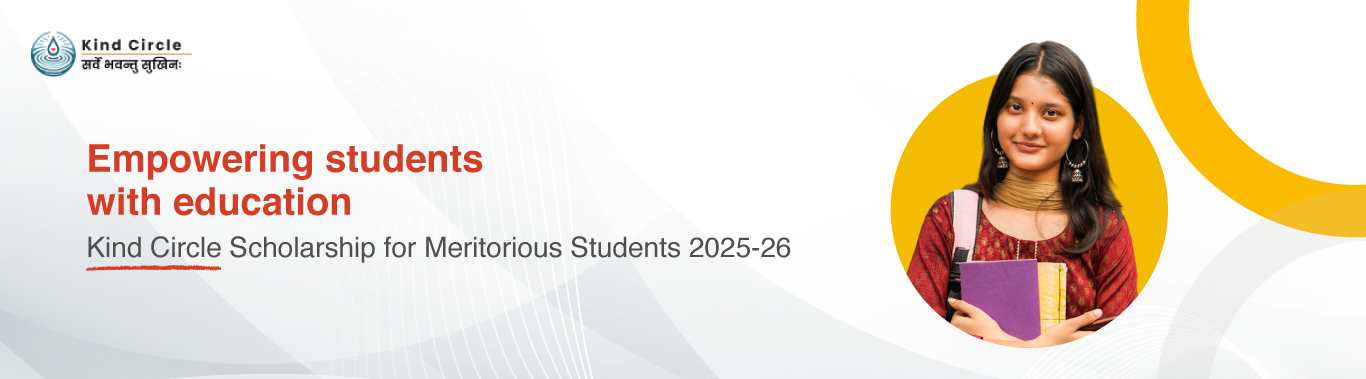 Kind Circle
सर्वे भवन्तु सुखिनः
Empowering students
with education
Kind Circle Scholarship for Meritorious Students 2025-26